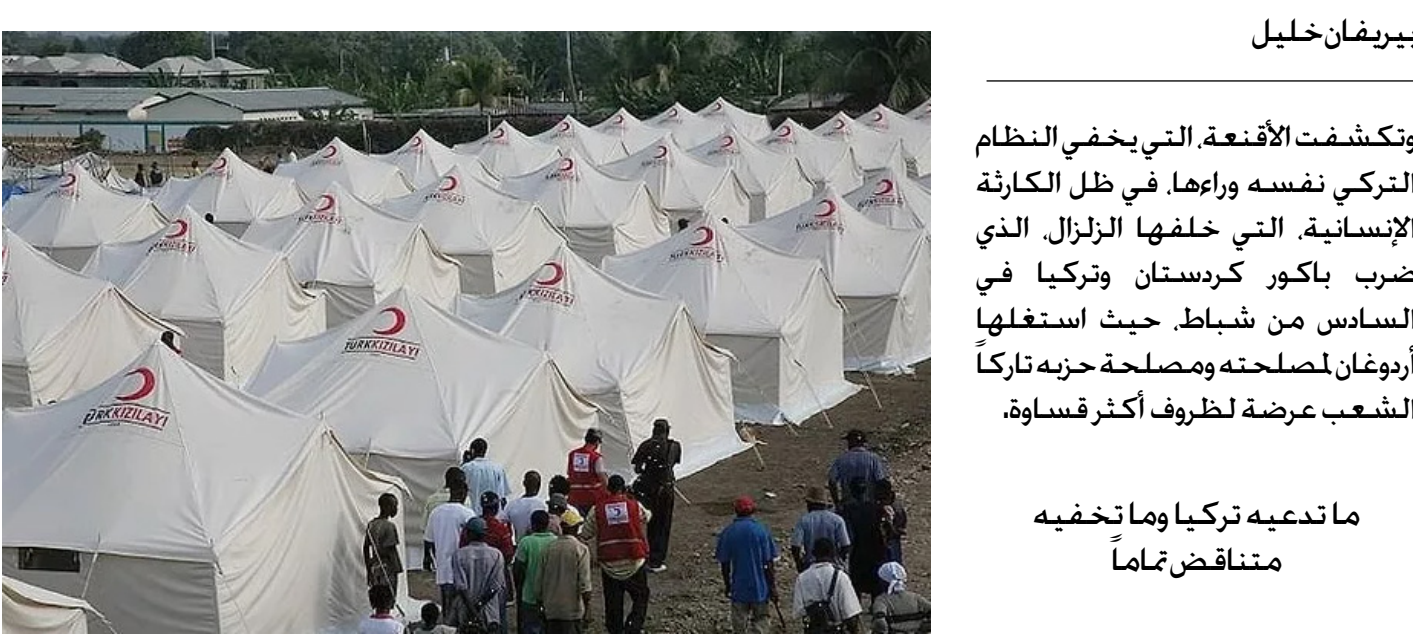 بيريفان خليل
وتكشفت الأقنعة، التي يخفي النظام
التركي نفسه وراءها، في ظل الكارثة
الإنسانية، التي خلفها الزلزال، الذي
ضرب باكور كردستان وتركيا في
السادس من شباط، حيث استغلها
أردوغان لمصلحته ومصلحة حزبه تاركاً
الشعب عرضة لظروف أكثر قساوة.
ما تدعيه تركيا وما تخفيه
متناقض تماماً
TÜRKKIZILAYI
TÜRKKIZILAYI
TÜRKKIZILAYI